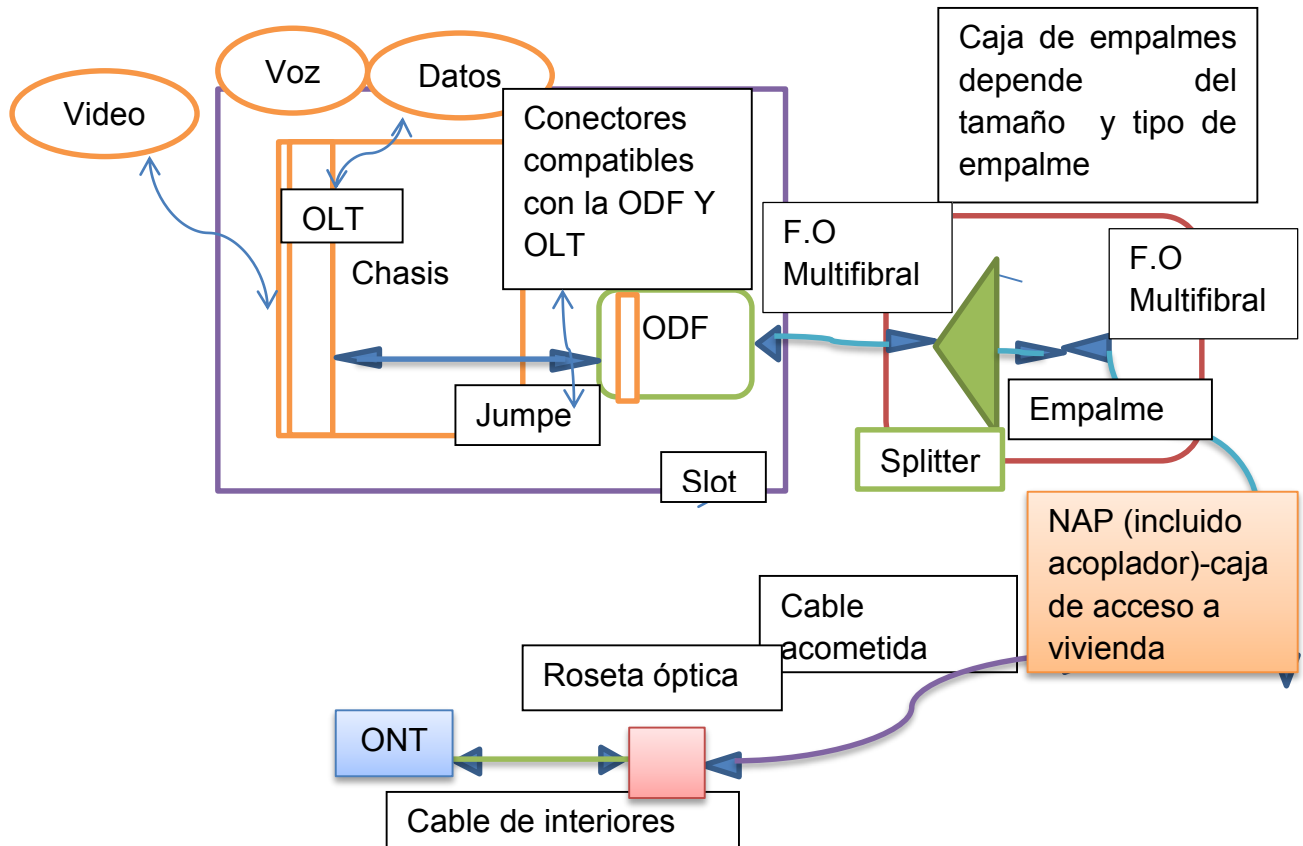 Voz
Datos
Video
Conectores
compatibles
con la ODF Y
OLT
OLT
Chasis
ODF
Jumpe
Slot
Caja de empalmes
depende del
tamaño y tipo de
empalme
F.O
Multifibral
F.O
Multifibral
Empalme
Splitter
NAP (incluido
acoplador)-caja
de acceso a
vivienda
Cable
acometida
Roseta óptica
ONT
Cable de interiores